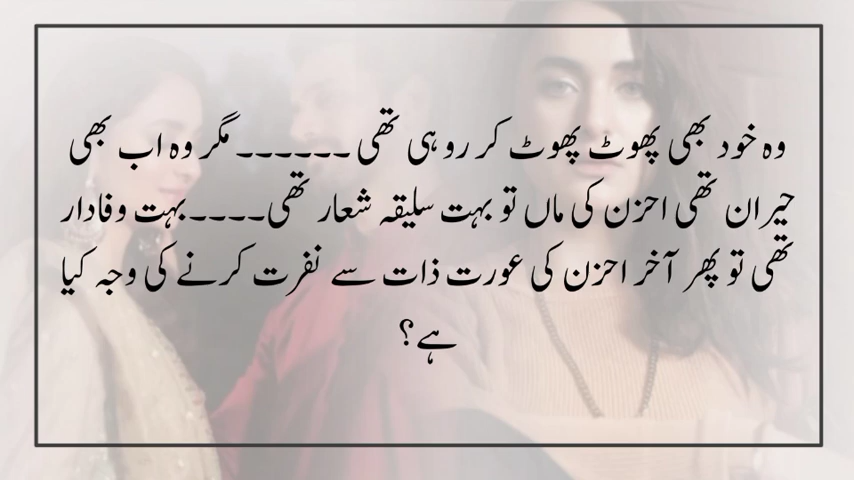 وہ خود بھی پھوٹ پھوٹ کر رو ہی تھی ۔۔۔۔۔۔ مگر وہ اب بھی
حیران تھی احزن کی ماں تو بہت سلیقہ شعار تھی۔۔۔۔بہت وفادار
تھی تو پھر آخر احزن کی عورت ذات سے نفرت کرنے کی وجہ کیا
ہے؟